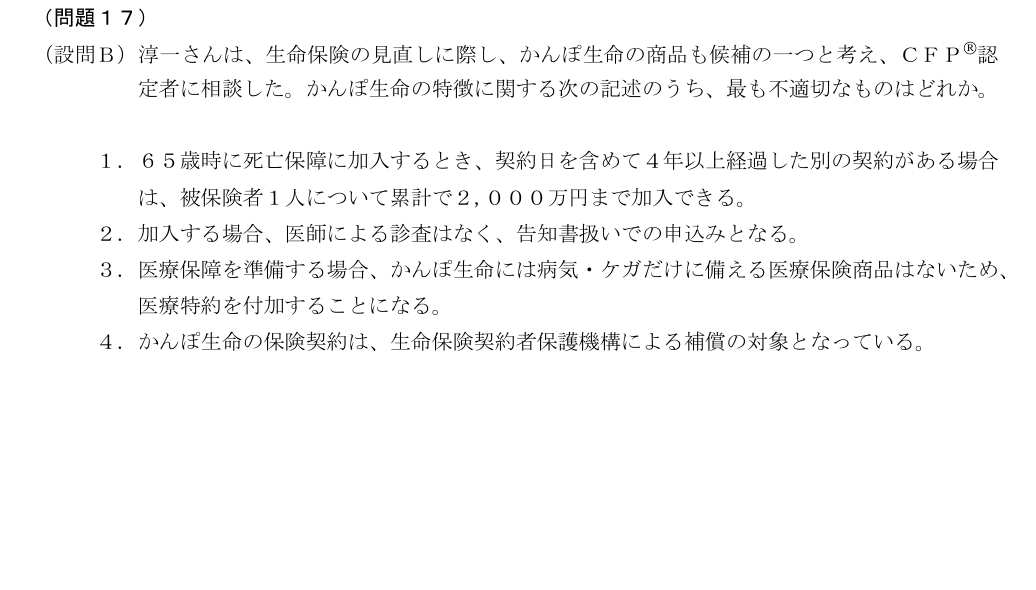 （問題１７）
（設問Ｂ）淳一さんは、生命保険の見直しに際し、かんぽ生命の商品も候補の一つと考え、ＣＦＰ®認
定者に相談した。かんぽ生命の特徴に関する次の記述のうち、最も不適切なものはどれか。
１．６５歳時に死亡保障に加入するとき、契約日を含めて４年以上経過した別の契約がある場合
は、被保険者１人について累計で２,０００万円まで加入できる。
２．加入する場合、医師による診査はなく、告知書扱いでの申込みとなる。
３．医療保障を準備する場合、かんぽ生命には病気・ケガだけに備える医療保険商品はないため、
医療特約を付加することになる。
４．かんぽ生命の保険契約は、生命保険契約者保護機構による補償の対象となっている。